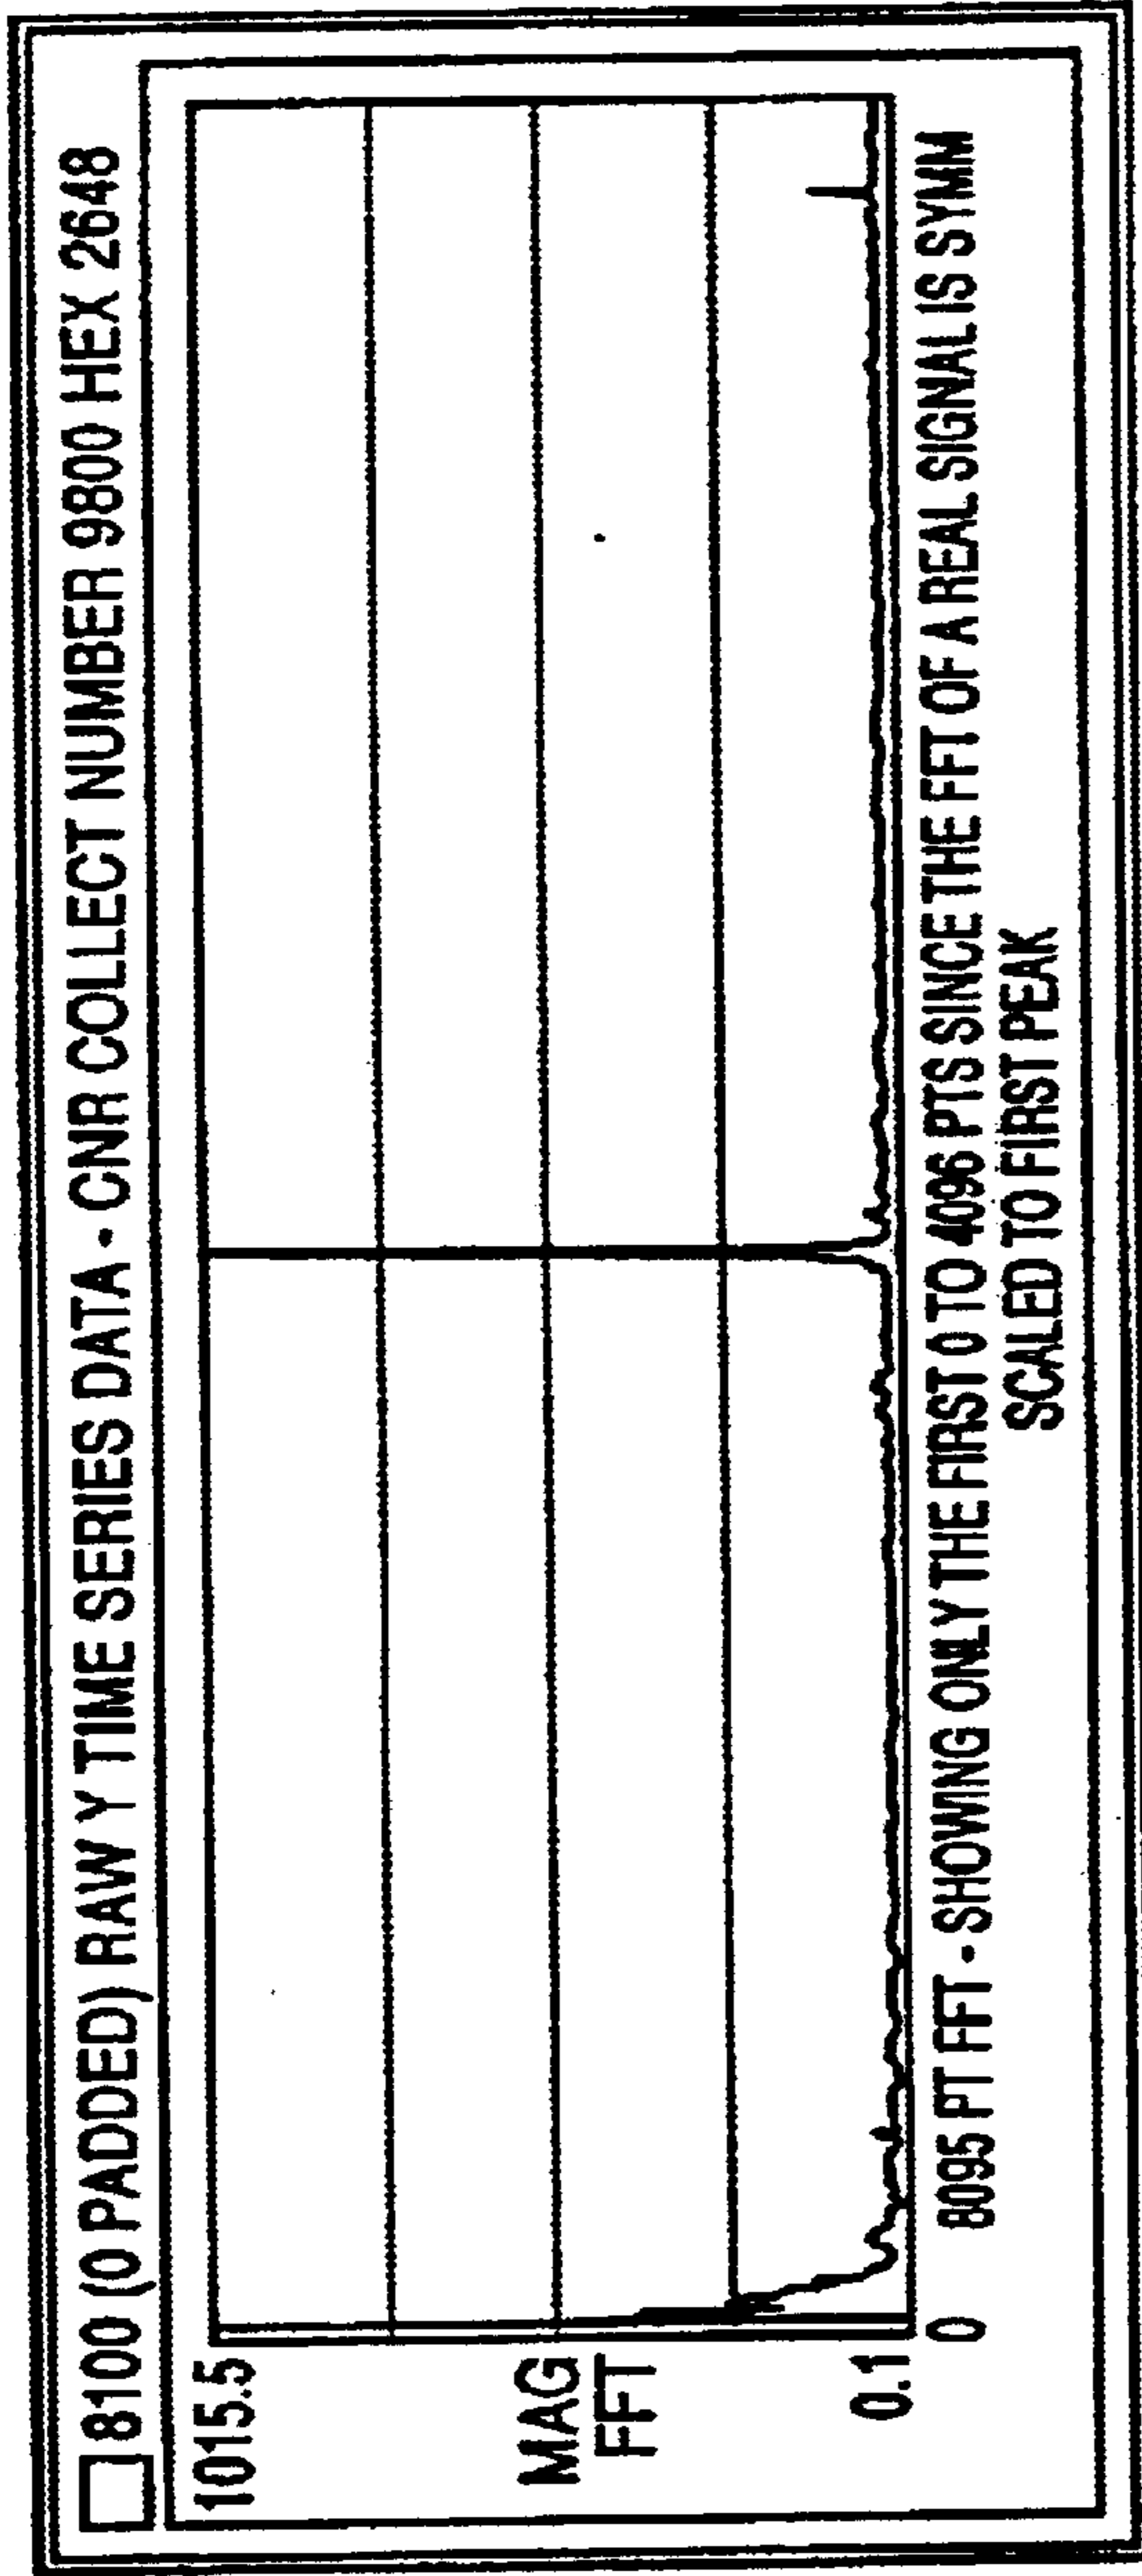 8100 (0 PADDED) RAW Y TIME SERIES DATA - CNR COLLECT NUMBER 9800 HEX 2648
1015.5
MAG
FFT
0.1
0
8095 PT FFT - SHOWING ONLY THE FIRST 0 TO 4096 PTS SINCE THE FFT OF A REAL SIGNAL IS SYMM
SCALED TO FIRST PEAK